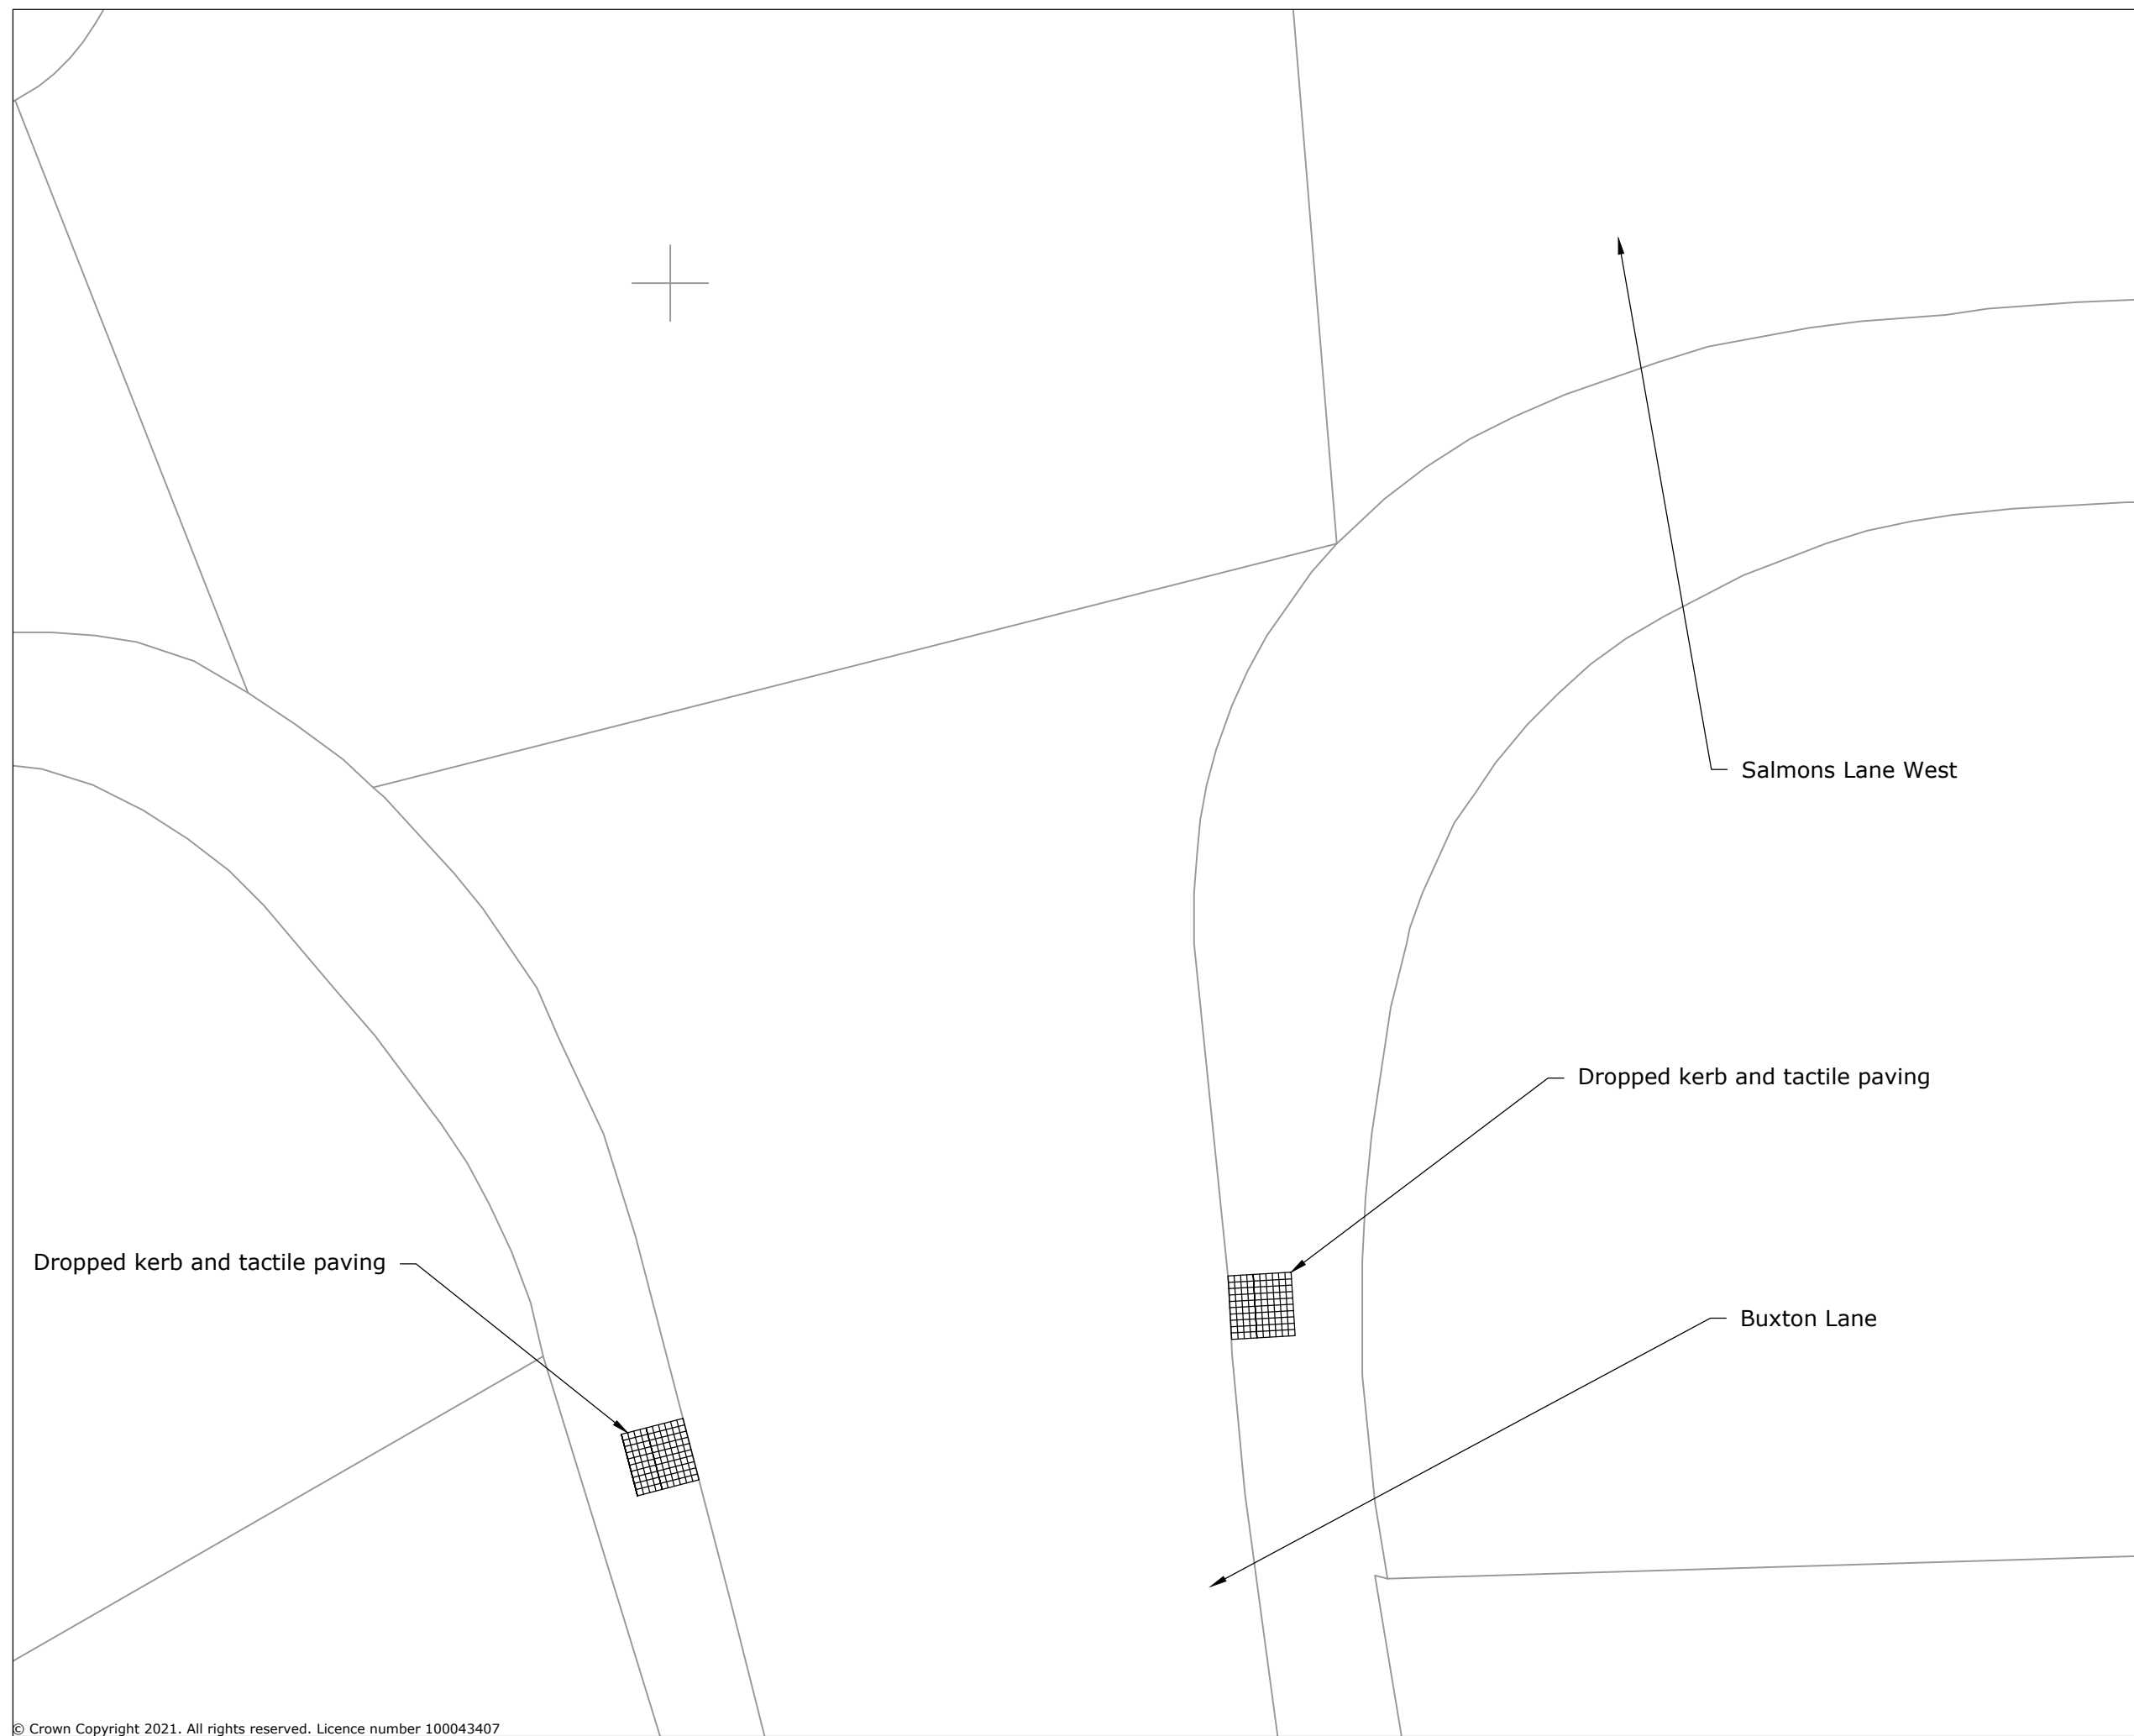 Salmons Lane West
Dropped kerb and tactile paving
Dropped kerb and tactile paving
Buxton Lane
© Crown Copyright 2021. All rights reserved. Licence number 100043407